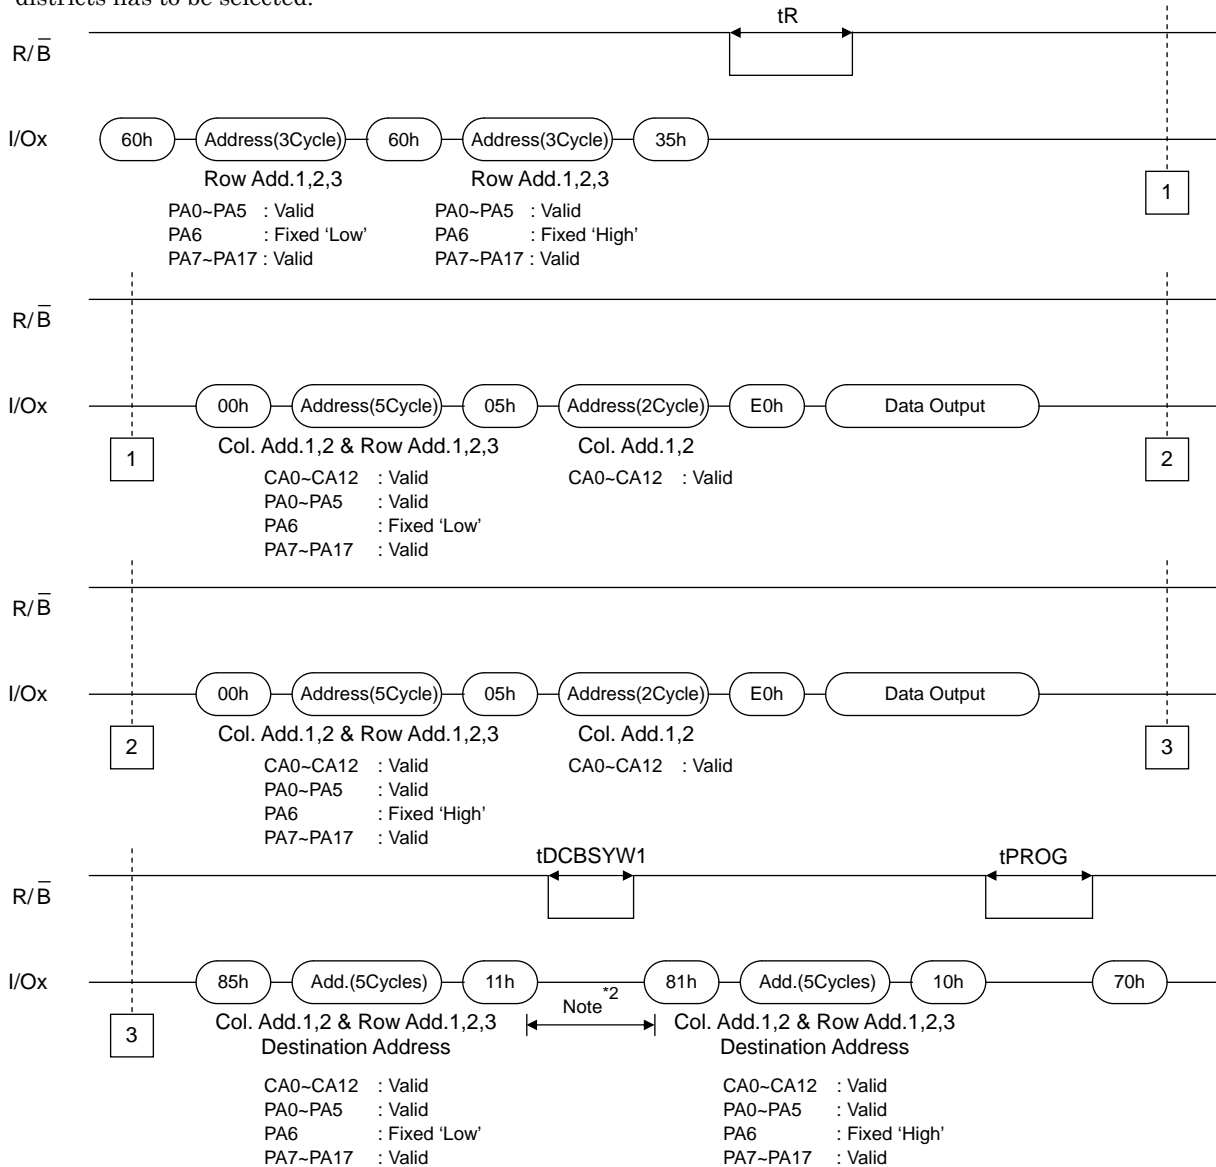 districts has to be selected.
tR
R/B̅
I/Ox 60h Address(3Cycle) 60h Address(3Cycle) 35h
Row Add.1,2,3 Row Add.1,2,3
PA0~PA5 : Valid PA0~PA5 : Valid
PA6 : Fixed ‘Low’ PA6 : Fixed ‘High’
PA7~PA17 : Valid PA7~PA17 : Valid
1
R/B̅
I/Ox 00h Address(5Cycle) 05h Address(2Cycle) E0h Data Output
Col. Add.1,2 & Row Add.1,2,3 Col. Add.1,2
1 2
CA0~CA12 : Valid CA0~CA12 : Valid
PA0~PA5 : Valid
PA6 : Fixed ‘Low’
PA7~PA17 : Valid
R/B̅
I/Ox 00h Address(5Cycle) 05h Address(2Cycle) E0h Data Output
Col. Add.1,2 & Row Add.1,2,3 Col. Add.1,2
2 3
CA0~CA12 : Valid CA0~CA12 : Valid
PA0~PA5 : Valid
PA6 : Fixed ‘High’
PA7~PA17 : Valid
tDCBSYW1 tPROG
R/B̅
I/Ox 85h Add.(5Cycles) 11h 81h Add.(5Cycles) 10h 70h
Note*2
Col. Add.1,2 & Row Add.1,2,3 Col. Add.1,2 & Row Add.1,2,3
3
Destination Address Destination Address
CA0~CA12 : Valid CA0~CA12 : Valid
PA0~PA5 : Valid PA0~PA5 : Valid
PA6 : Fixed ‘Low’ PA6 : Fixed ‘High’
PA7~PA17 : Valid PA7~PA17 : Valid